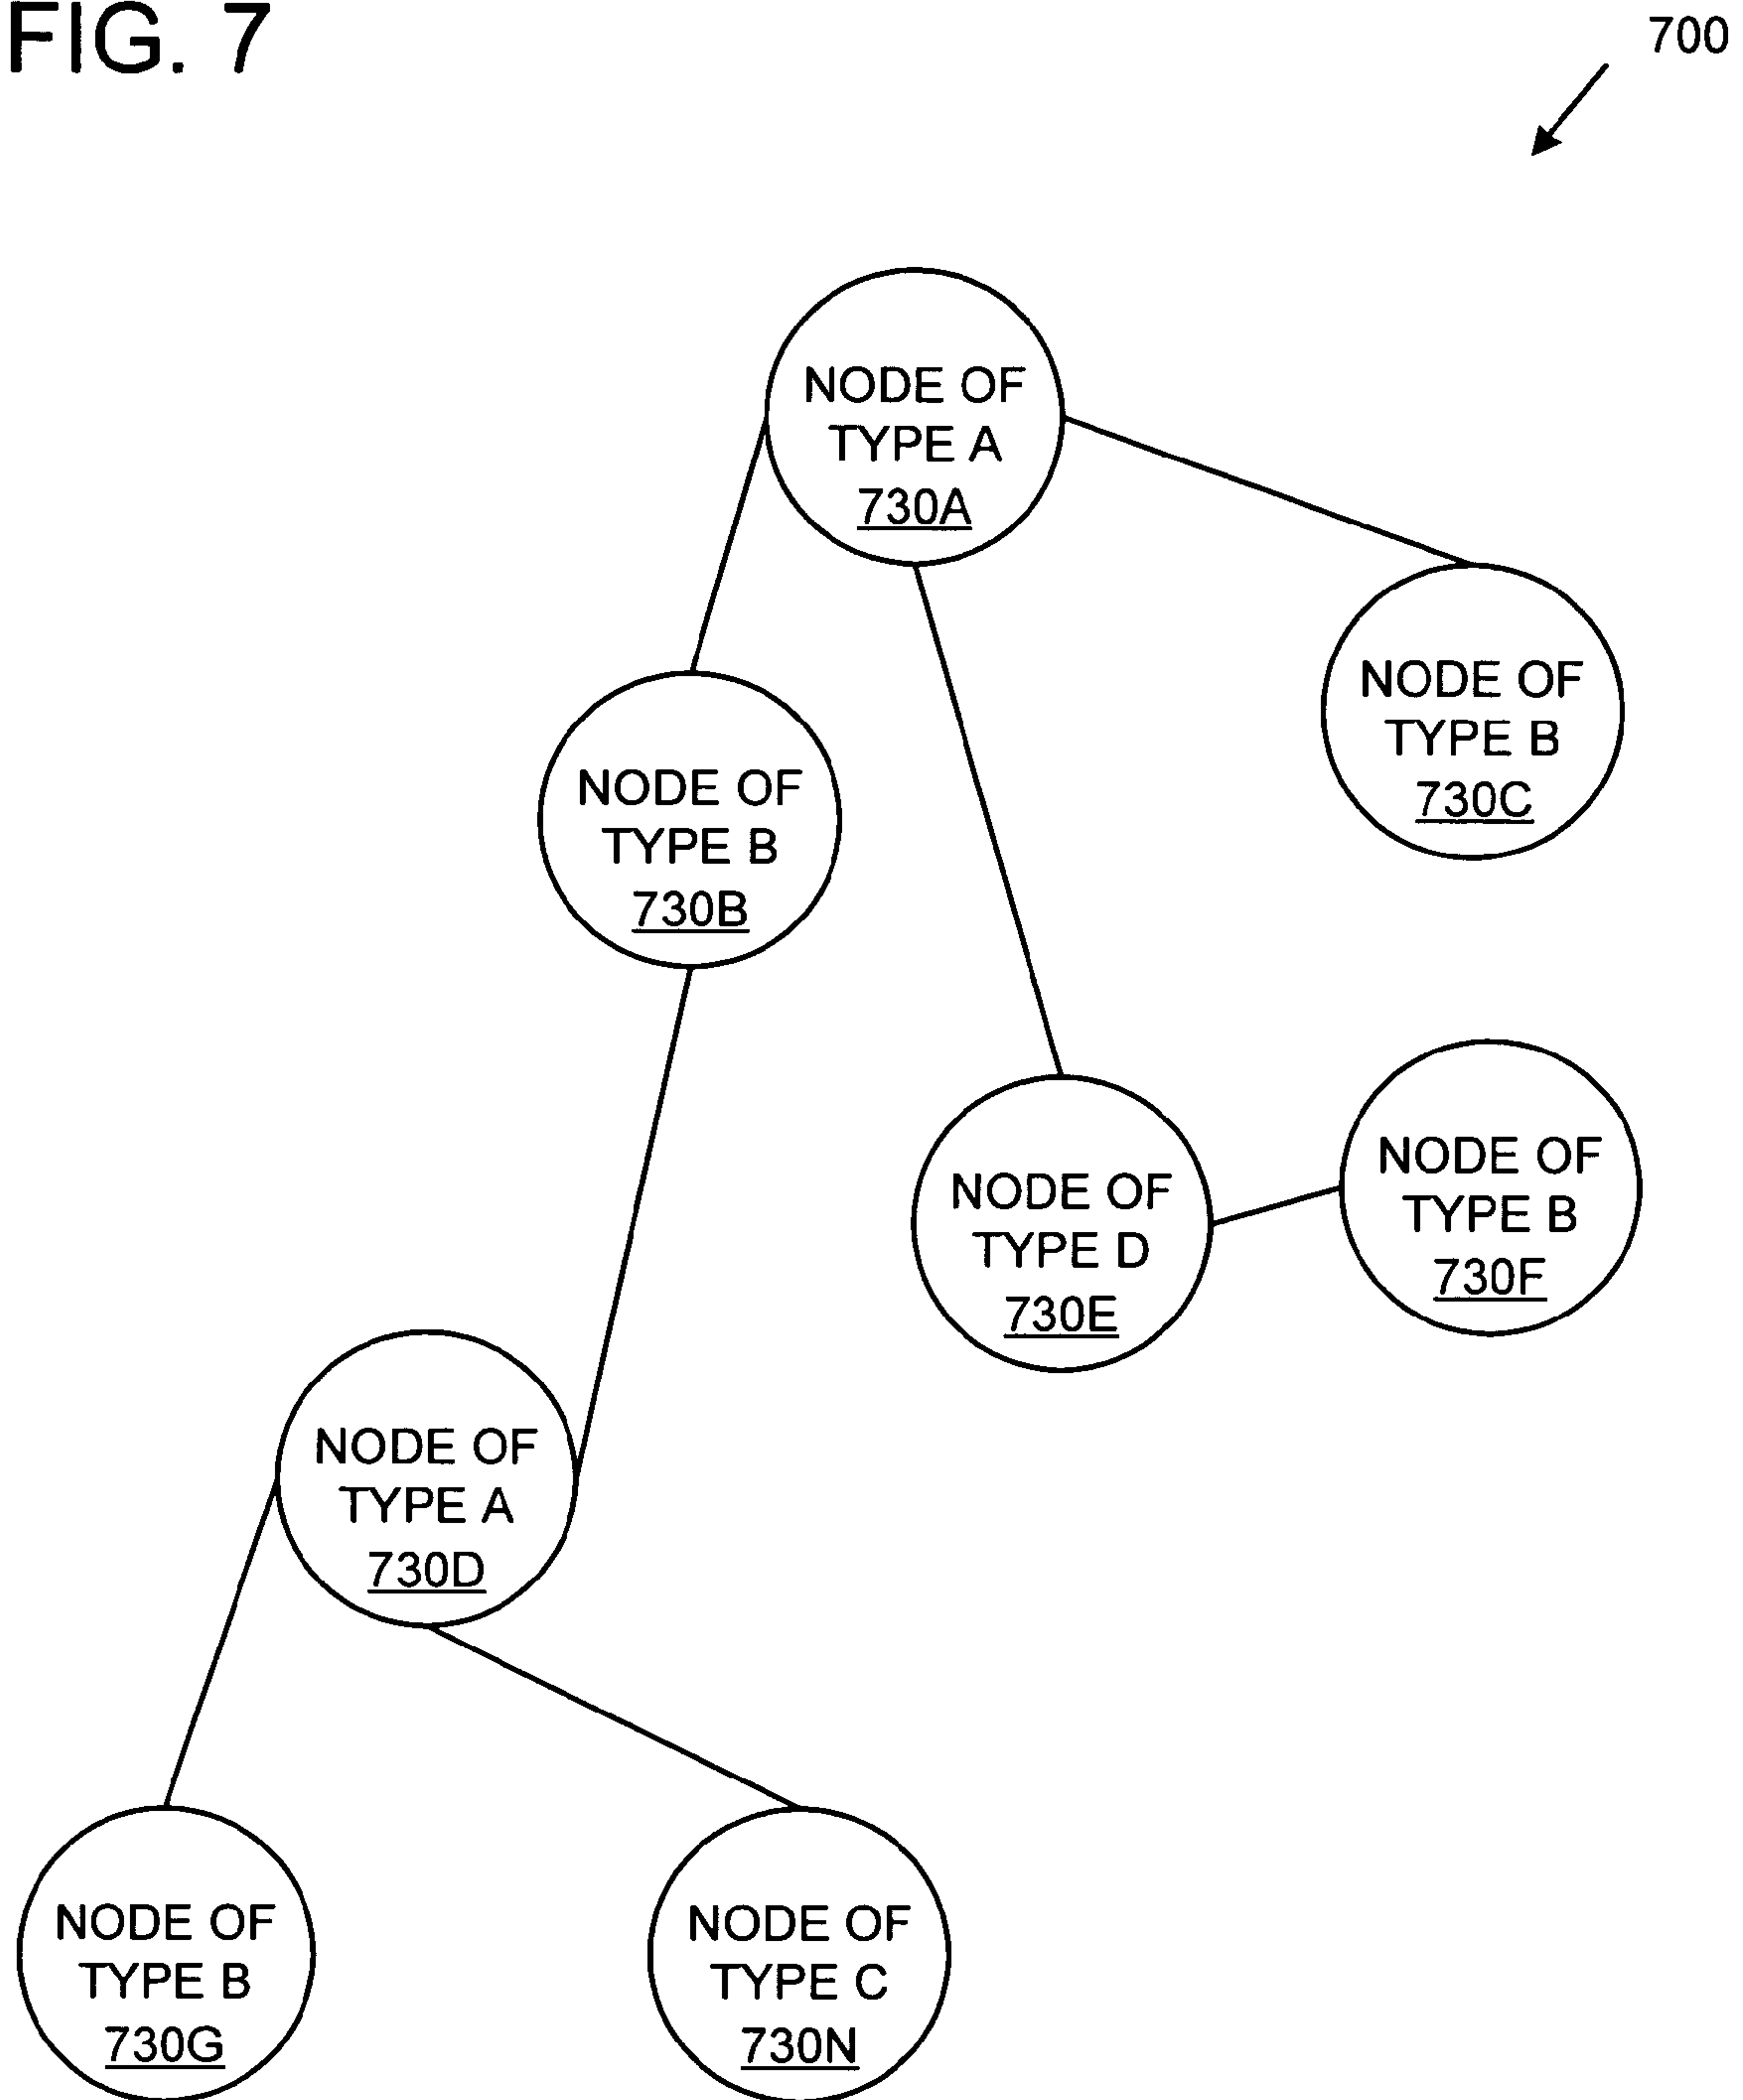 FIG. 7
700
NODE OF
TYPE A
730A
NODE OF
TYPE B
730C
NODE OF
TYPE B
730B
NODE OF
TYPE B
730F
NODE OF
TYPE D
730E
NODE OF
TYPE A
730D
NODE OF
TYPE B
730G
NODE OF
TYPE C
730N